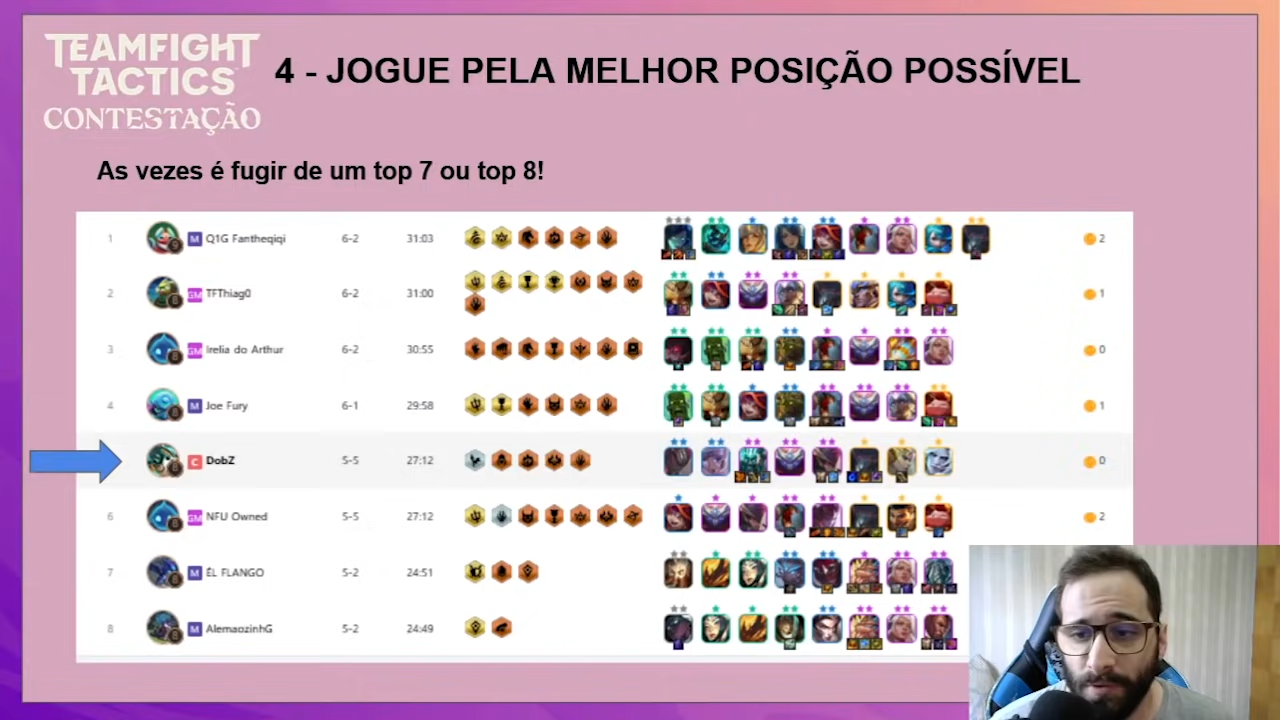 TEAMFIGHT
TACTICS
CONTESTAÇÃO
4 - JOGUE PELA MELHOR POSIÇÃO POSSÍVEL
As vezes é fugir de um top 7 ou top 8!
1 M Q1G Fantheqiqi 6-2 31:03 2
2 GM TFThiag0 6-2 31:00 1
3 GM Irelia do Arthur 6-2 30:55 0
4 M Joe Fury 6-1 29:58 1
C DobZ 5-5 27:12 0
6 GM NFU Owned 5-5 27:12 2
7 M ÉL FLANGO 5-2 24:51
8 M AlemaozinhG 5-2 24:49